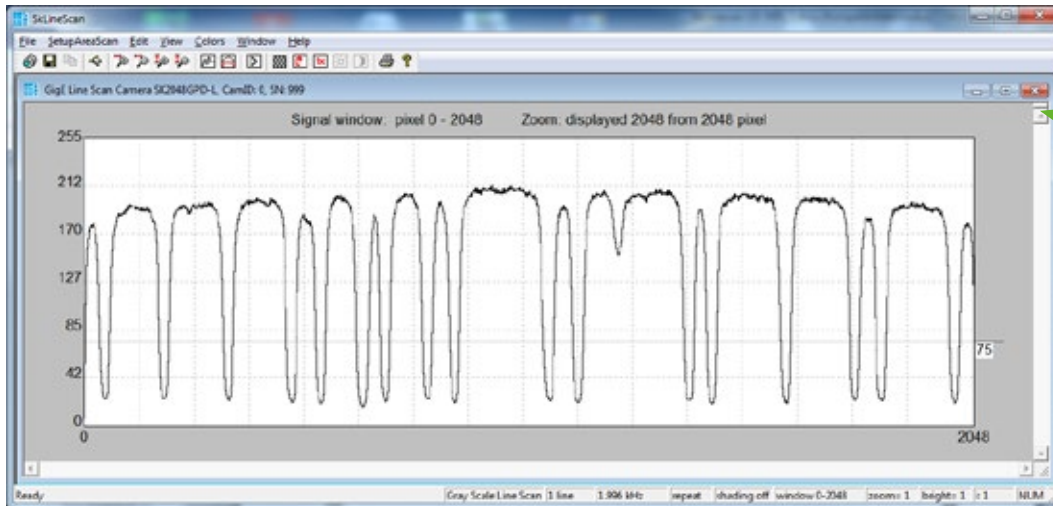 SkLineScan
File SetupAreaScan Edit View Colors Window Help
GigE Line Scan Camera SK2048GPD-L, CamID: 0, SN: 999
Signal window: pixel 0 - 2048 Zoom: displayed 2048 from 2048 pixel
255
212
170
127
85
75
42
0
0 2048
Ready Gray Scale Line Scan 1 line 1.996 kHz repeat shading off window 0-2048 zoom= 1 height= 1 NUM